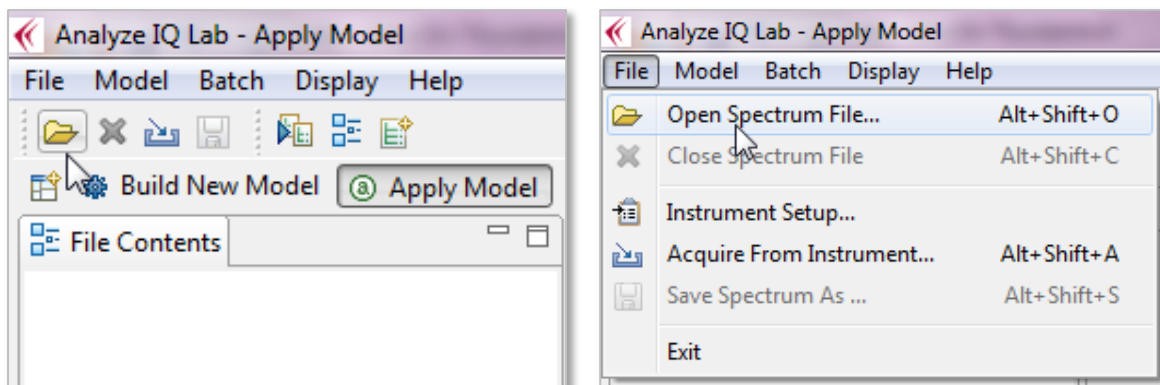 Analyze IQ Lab - Apply Model
File Model Batch Display Help
Build New Model Apply Model
File Contents
Analyze IQ Lab - Apply Model
File Model Batch Display Help
Open Spectrum File... Alt+Shift+O
Close Spectrum File Alt+Shift+C
Instrument Setup...
Acquire From Instrument... Alt+Shift+A
Save Spectrum As ... Alt+Shift+S
Exit